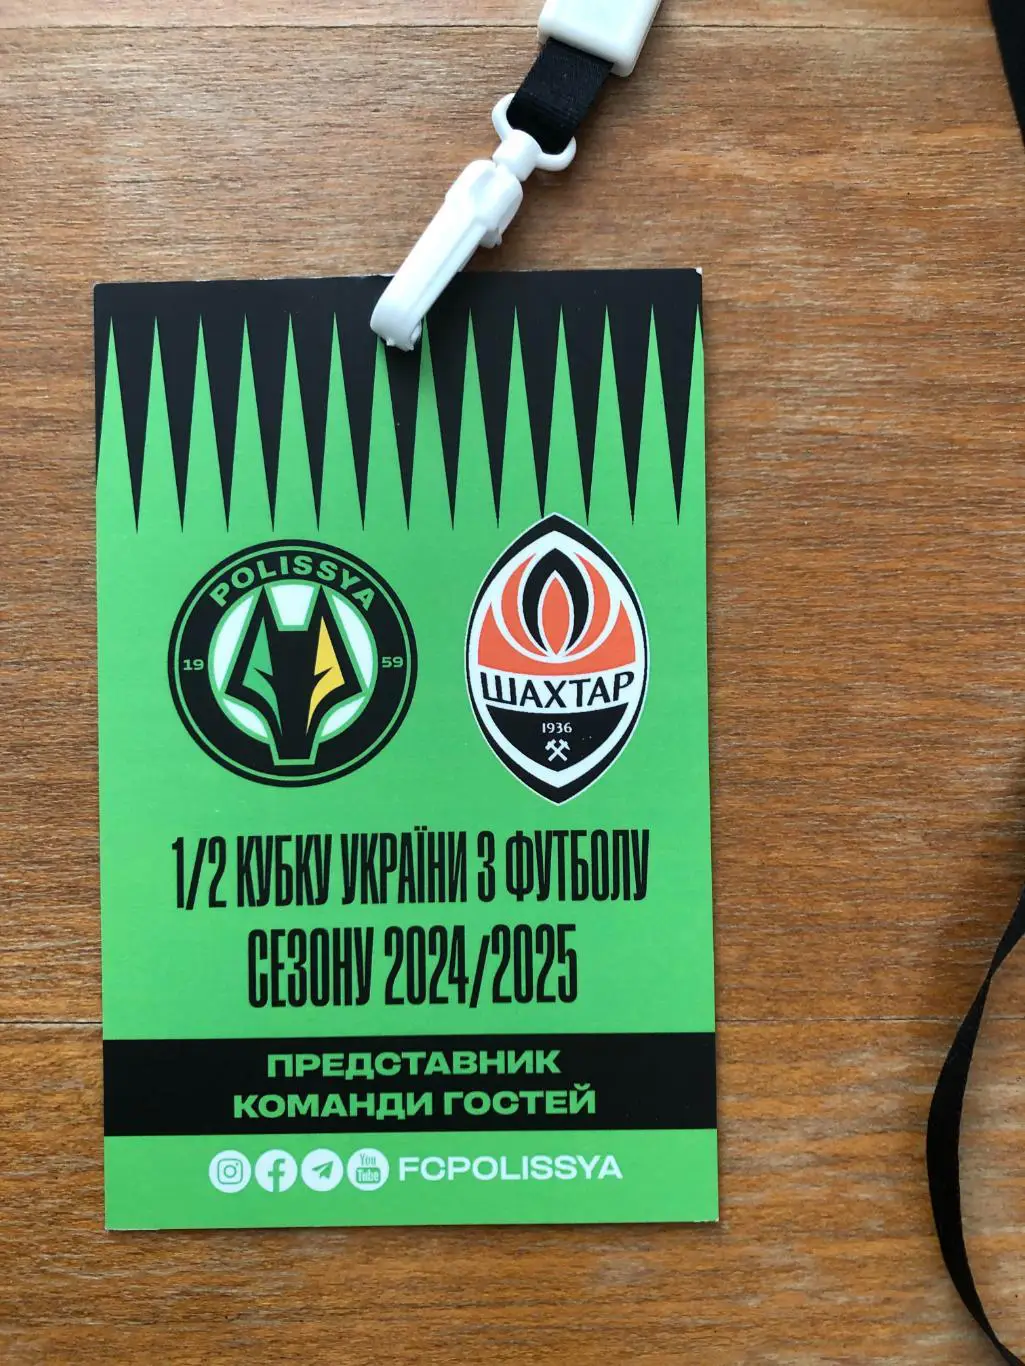 POLISSYA
19 59
ШАХТАР
1936
1/2 КУБКУ УКРАЇНИ З ФУТБОЛУ
СЕЗОНУ 2024/2025
ПРЕДСТАВНИК
КОМАНДИ ГОСТЕЙ
You Tube FCPOLISSYA